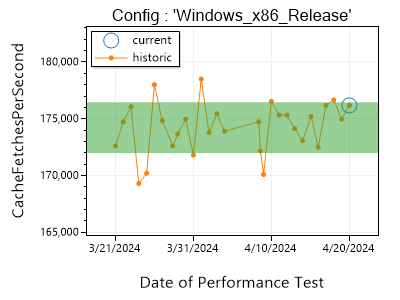 Config : 'Windows_x86_Release'
current
historic
180,000
175,000
170,000
165,000
CacheFetchesPerSecond
3/21/2024 3/31/2024 4/10/2024 4/20/2024
Date of Performance Test